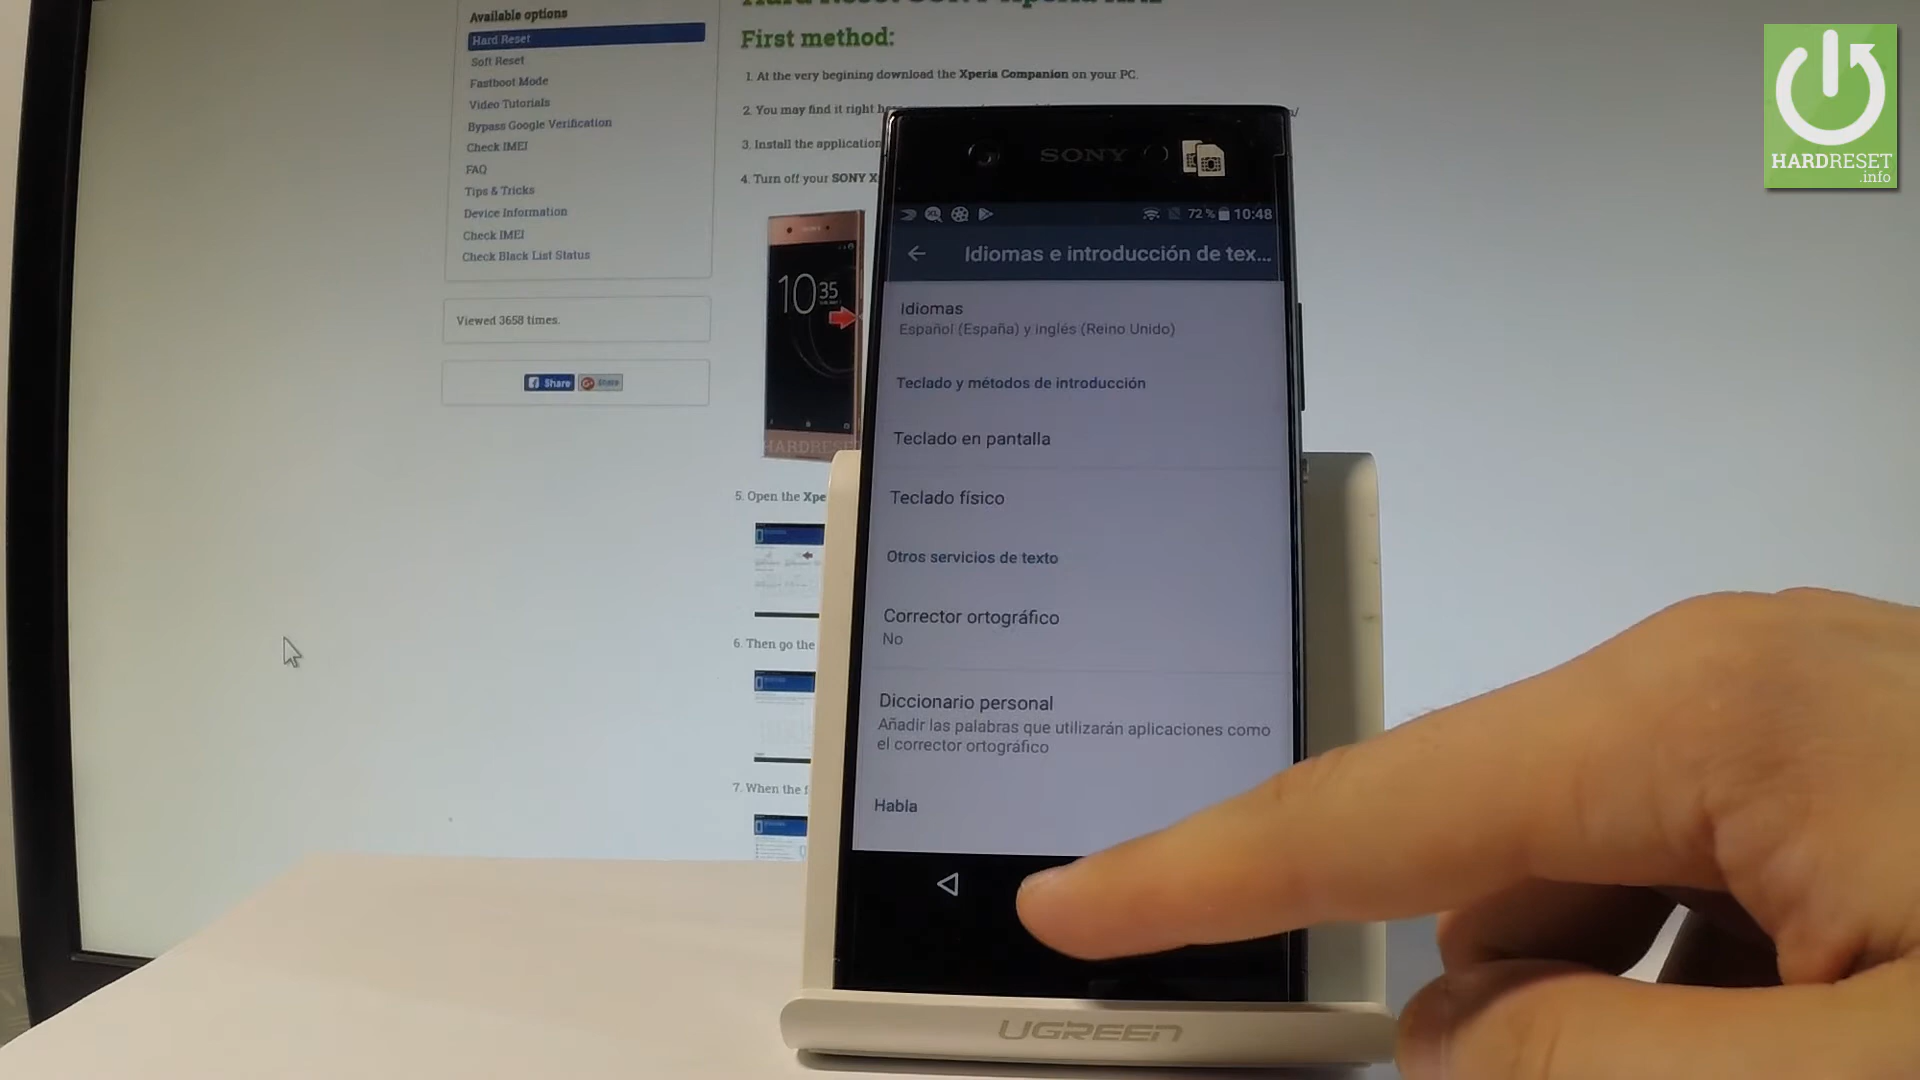 Available options
Hard Reset
Soft Reset
Fastboot Mode
Video Tutorials
Bypass Google Verification
Check IMEI
FAQ
Tips & Tricks
Device Information
Check IMEI
Check Black List Status
Viewed 3658 times.
Share
Share
First method:
1. At the very begining download the Xperia Companion on your PC.
2. You may find it right
3. Install the application
4. Turn off your SONY
10 35
HARDRESET
5. Open the
6. Then go the
7. When the
SONY
72 % 10:48
Idiomas e introducción de tex...
Idiomas
Español (España) y inglés (Reino Unido)
Teclado y métodos de introducción
Teclado en pantalla
Teclado físico
Otros servicios de texto
Corrector ortográfico
No
Diccionario personal
Añadir las palabras que utilizarán aplicaciones como
el corrector ortográfico
Habla
UGREEN
HARDRESET
.info